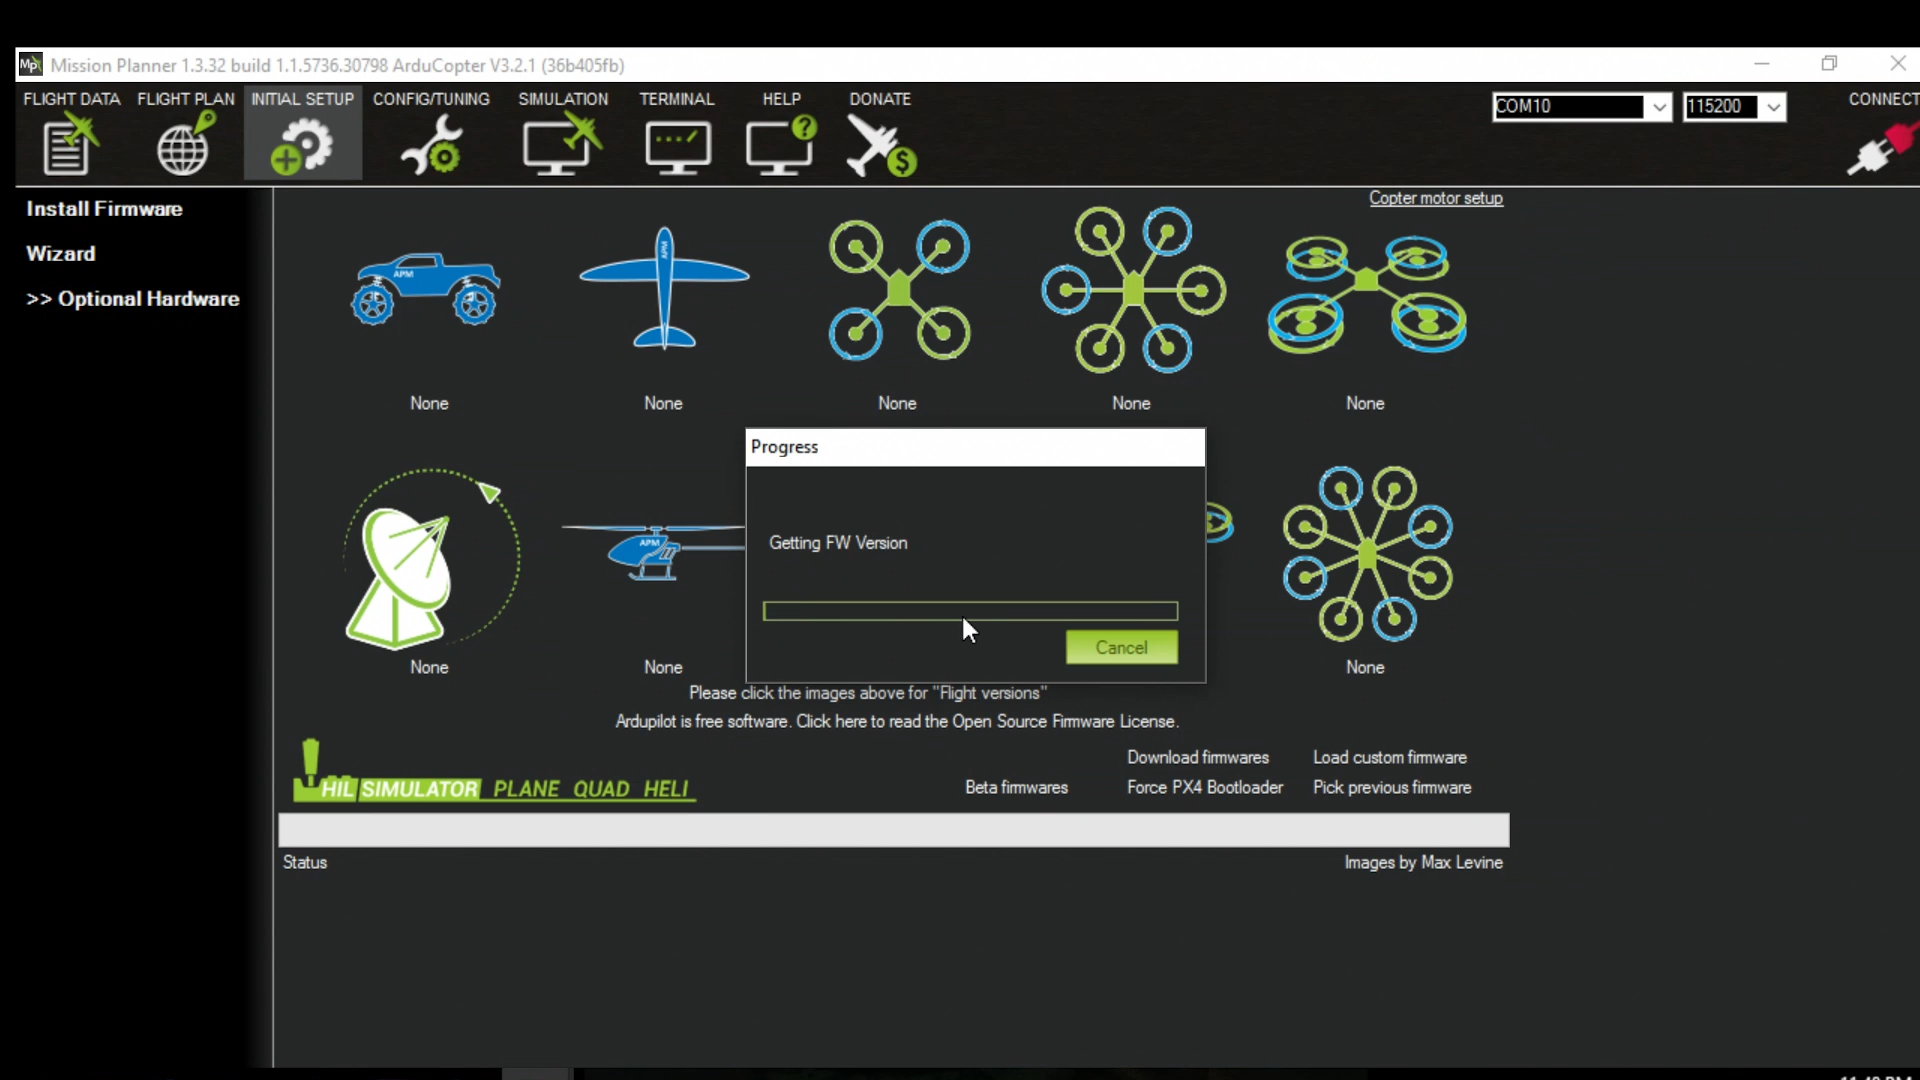 Mission Planner 1.3.32 build 1.1.5736.30798 ArduCopter V3.2.1 (36b405fb)
FLIGHT DATA FLIGHT PLAN INITIAL SETUP CONFIG/TUNING SIMULATION TERMINAL HELP DONATE
COM10 115200 CONNECT
Install Firmware
Wizard
>> Optional Hardware
Copter motor setup
APM
APM
None None None None None
Progress
Getting FW Version
Cancel
APM
None None None
Please click the images above for "Flight versions"
Ardupilot is free software. Click here to read the Open Source Firmware License.
Download firmwares Load custom firmware
HIL SIMULATOR PLANE QUAD HELI
Beta firmwares Force PX4 Bootloader Pick previous firmware
Status
Images by Max Levine